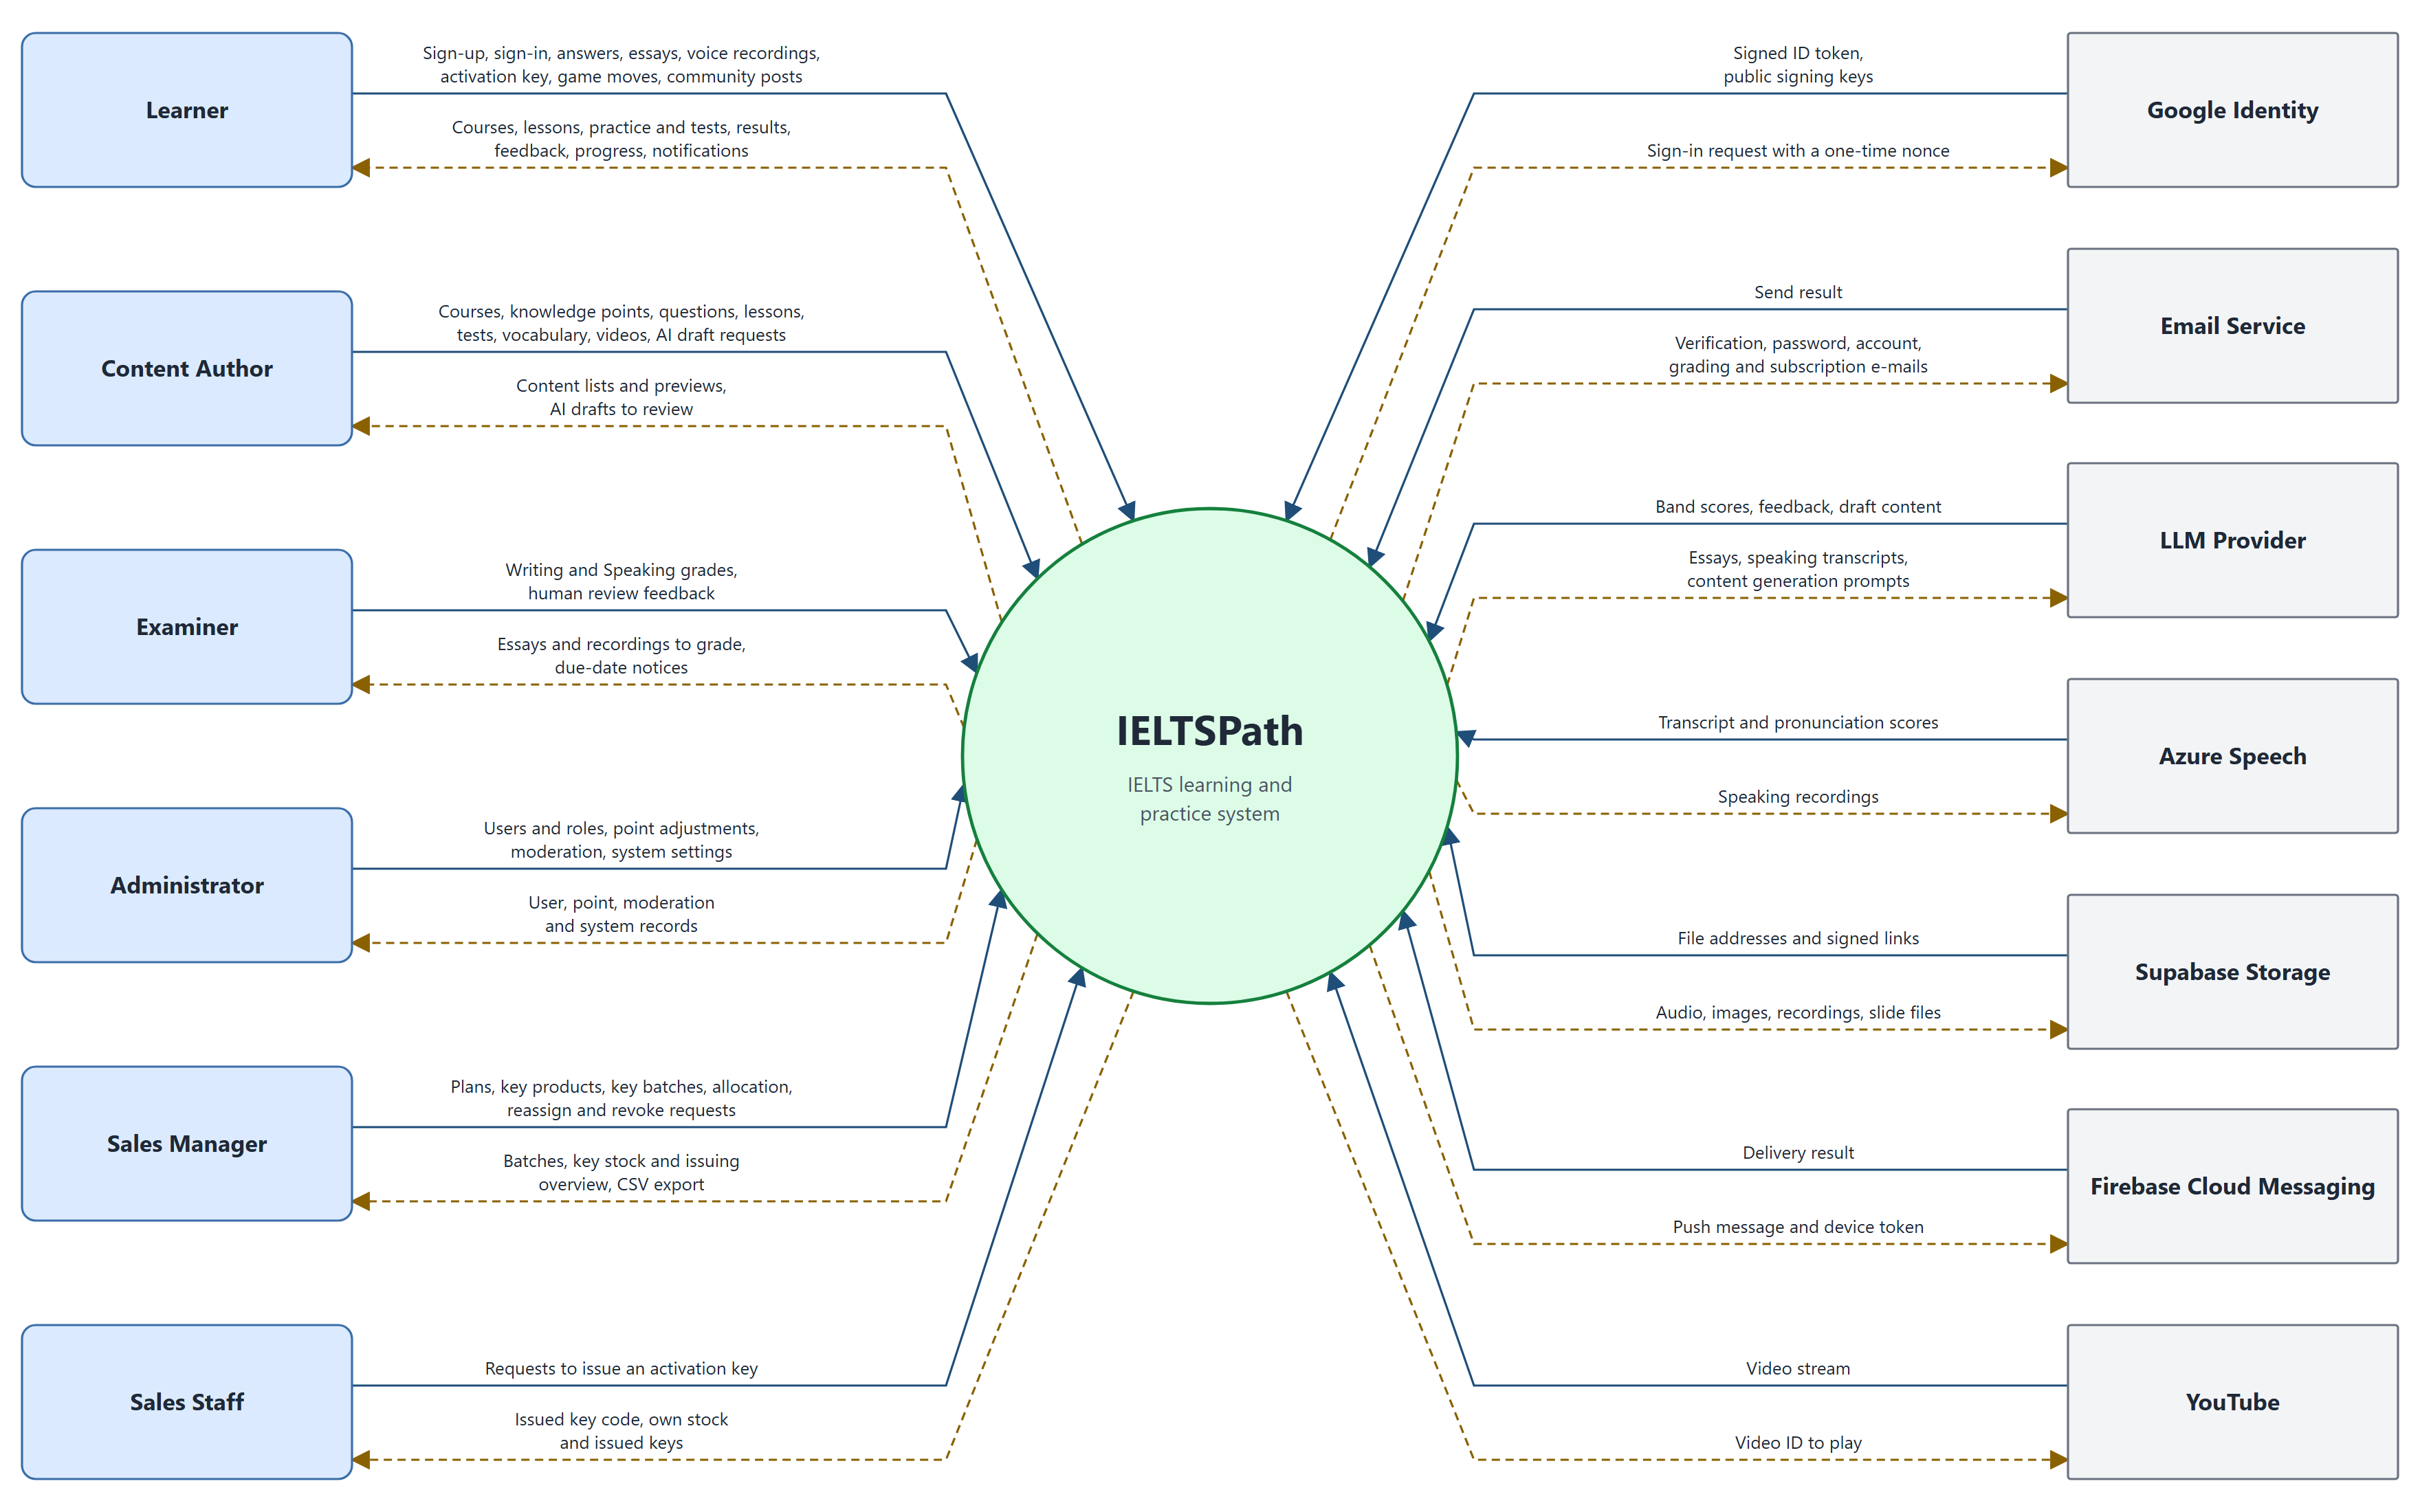 Learner
Sign-up, sign-in, answers, essays, voice recordings,
activation key, game moves, community posts
Courses, lessons, practice and tests, results,
feedback, progress, notifications
Content Author
Courses, knowledge points, questions, lessons,
tests, vocabulary, videos, AI draft requests
Content lists and previews,
AI drafts to review
Examiner
Writing and Speaking grades,
human review feedback
Essays and recordings to grade,
due-date notices
Administrator
Users and roles, point adjustments,
moderation, system settings
User, point, moderation
and system records
Sales Manager
Plans, key products, key batches, allocation,
reassign and revoke requests
Batches, key stock and issuing
overview, CSV export
Sales Staff
Requests to issue an activation key
Issued key code, own stock
and issued keys
IELTSPath
IELTS learning and
practice system
Signed ID token,
public signing keys
Sign-in request with a one-time nonce
Google Identity
Send result
Verification, password, account,
grading and subscription e-mails
Email Service
Band scores, feedback, draft content
Essays, speaking transcripts,
content generation prompts
LLM Provider
Transcript and pronunciation scores
Speaking recordings
Azure Speech
File addresses and signed links
Audio, images, recordings, slide files
Supabase Storage
Delivery result
Push message and device token
Firebase Cloud Messaging
Video stream
Video ID to play
YouTube